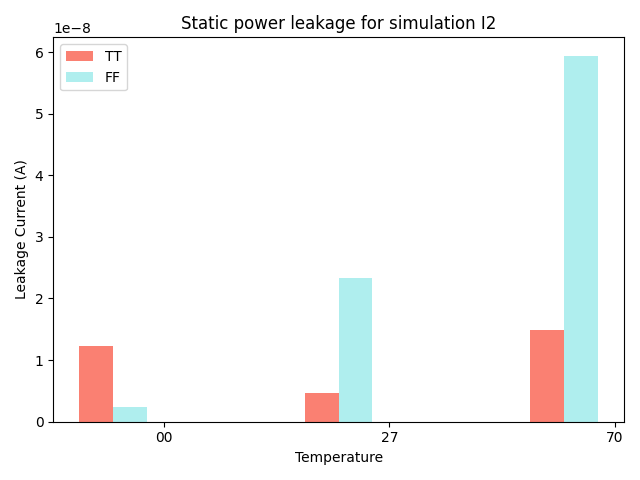 Static power leakage for simulation I2
1e−8
TT
FF
6
5
4
3
2
1
0
Leakage Current (A)
00
27
70
Temperature